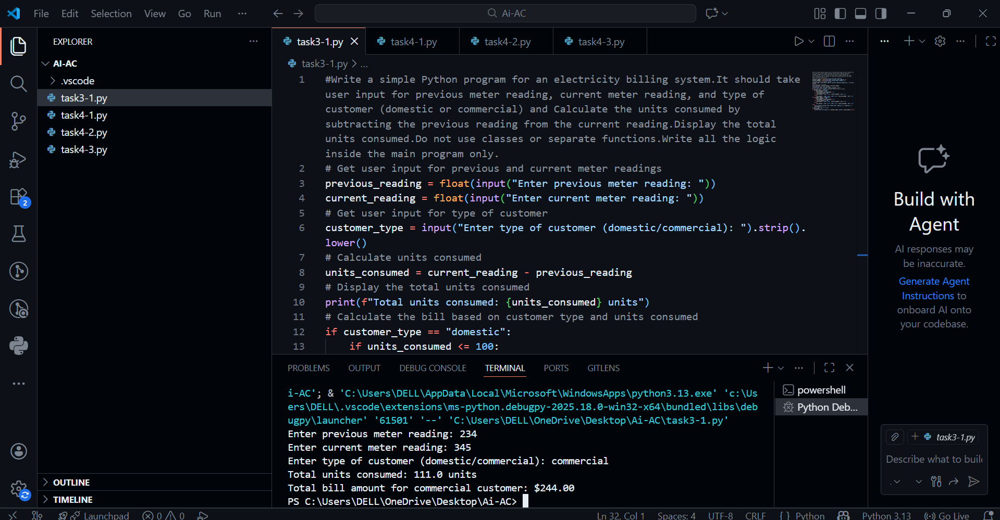 File Edit Selection View Go Run ... Ai-AC
EXPLORER
AI-AC
.vscode
task3-1.py
task4-1.py
task4-2.py
task4-3.py
OUTLINE
TIMELINE
task3-1.py task4-1.py task4-2.py task4-3.py
task3-1.py > ...
1 #Write a simple Python program for an electricity billing system.It should take
user input for previous meter reading, current meter reading, and type of
customer (domestic or commercial) and Calculate the units consumed by
subtracting the previous reading from the current reading.Display the total
units consumed.Do not use classes or separate functions.Write all the logic
inside the main program only.
2 # Get user input for previous and current meter readings
3 previous_reading = float(input("Enter previous meter reading: "))
4 current_reading = float(input("Enter current meter reading: "))
5 # Get user input for type of customer
6 customer_type = input("Enter type of customer (domestic/commercial): ").strip().
lower()
7 # Calculate units consumed
8 units_consumed = current_reading - previous_reading
9 # Display the total units consumed
10 print(f"Total units consumed: {units_consumed} units")
11 # Calculate the bill based on customer type and units consumed
12 if customer_type == "domestic":
13 if units_consumed <= 100:
PROBLEMS OUTPUT DEBUG CONSOLE TERMINAL PORTS GITLENS
i-AC'; & 'C:\Users\DELL\AppData\Local\Microsoft\WindowsApps\python3.13.exe' 'c:\Us
ers\DELL\.vscode\extensions\ms-python.debugpy-2025.18.0-win32-x64\bundled\libs\deb
ugpy\launcher' '61501' '--' 'C:\Users\DELL\OneDrive\Desktop\Ai-AC\task3-1.py'
Enter previous meter reading: 234
Enter current meter reading: 345
Enter type of customer (domestic/commercial): commercial
Total units consumed: 111.0 units
Total bill amount for commercial customer: $244.00
PS C:\Users\DELL\OneDrive\Desktop\Ai-AC>
powershell
Python Deb...
Build with
Agent
AI responses may
be inaccurate.
Generate Agent
Instructions to
onboard AI onto
your codebase.
task3-1.py
Describe what to buil
2
Launchpad 0 0 Ln 32, Col 1 Spaces: 4 UTF-8 CRLF { } Python Python 3.13 Go Live